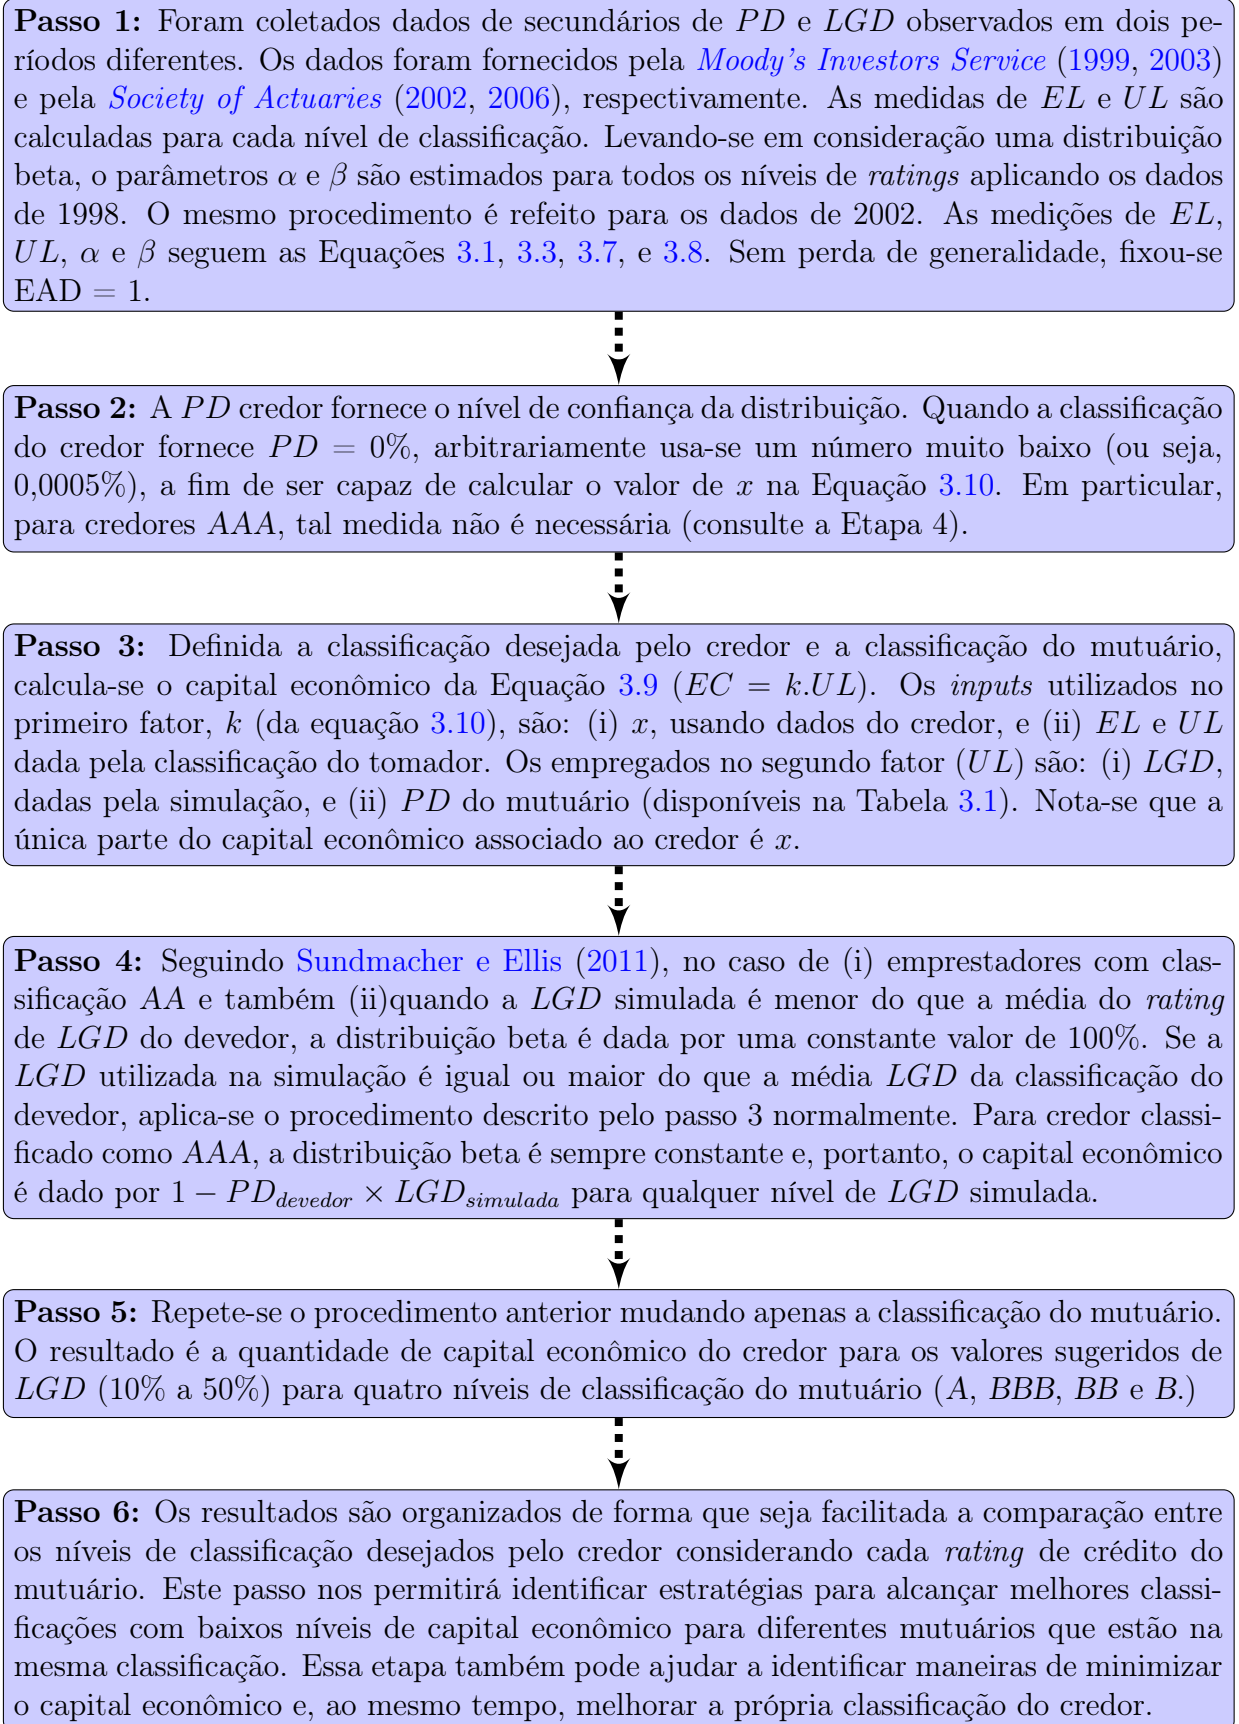 Passo 1: Foram coletados dados de secundários de PD e LGD observados em dois pe-
ríodos diferentes. Os dados foram fornecidos pela Moody's Investors Service (1999, 2003)
e pela Society of Actuaries (2002, 2006), respectivamente. As medidas de EL e UL são
calculadas para cada nível de classificação. Levando-se em consideração uma distribuição
beta, o parâmetros α e β são estimados para todos os níveis de ratings aplicando os dados
de 1998. O mesmo procedimento é refeito para os dados de 2002. As medições de EL,
UL, α e β seguem as Equações 3.1, 3.3, 3.7, e 3.8. Sem perda de generalidade, fixou-se
EAD = 1.
Passo 2: A PD credor fornece o nível de confiança da distribuição. Quando a classificação
do credor fornece PD = 0%, arbitrariamente usa-se um número muito baixo (ou seja,
0,0005%), a fim de ser capaz de calcular o valor de x na Equação 3.10. Em particular,
para credores AAA, tal medida não é necessária (consulte a Etapa 4).
Passo 3: Definida a classificação desejada pelo credor e a classificação do mutuário,
calcula-se o capital econômico da Equação 3.9 (EC = k.UL). Os inputs utilizados no
primeiro fator, k (da equação 3.10), são: (i) x, usando dados do credor, e (ii) EL e UL
dada pela classificação do tomador. Os empregados no segundo fator (UL) são: (i) LGD,
dadas pela simulação, e (ii) PD do mutuário (disponíveis na Tabela 3.1). Nota-se que a
única parte do capital econômico associado ao credor é x.
Passo 4: Seguindo Sundmacher e Ellis (2011), no caso de (i) emprestadores com clas-
sificação AA e também (ii)quando a LGD simulada é menor do que a média do rating
de LGD do devedor, a distribuição beta é dada por uma constante valor de 100%. Se a
LGD utilizada na simulação é igual ou maior do que a média LGD da classificação do
devedor, aplica-se o procedimento descrito pelo passo 3 normalmente. Para credor classi-
ficado como AAA, a distribuição beta é sempre constante e, portanto, o capital econômico
é dado por 1 − PD_devedor × LGD_simulada para qualquer nível de LGD simulada.
Passo 5: Repete-se o procedimento anterior mudando apenas a classificação do mutuário.
O resultado é a quantidade de capital econômico do credor para os valores sugeridos de
LGD (10% a 50%) para quatro níveis de classificação do mutuário (A, BBB, BB e B.)
Passo 6: Os resultados são organizados de forma que seja facilitada a comparação entre
os níveis de classificação desejados pelo credor considerando cada rating de crédito do
mutuário. Este passo nos permitirá identificar estratégias para alcançar melhores classi-
ficações com baixos níveis de capital econômico para diferentes mutuários que estão na
mesma classificação. Essa etapa também pode ajudar a identificar maneiras de minimizar
o capital econômico e, ao mesmo tempo, melhorar a própria classificação do credor.